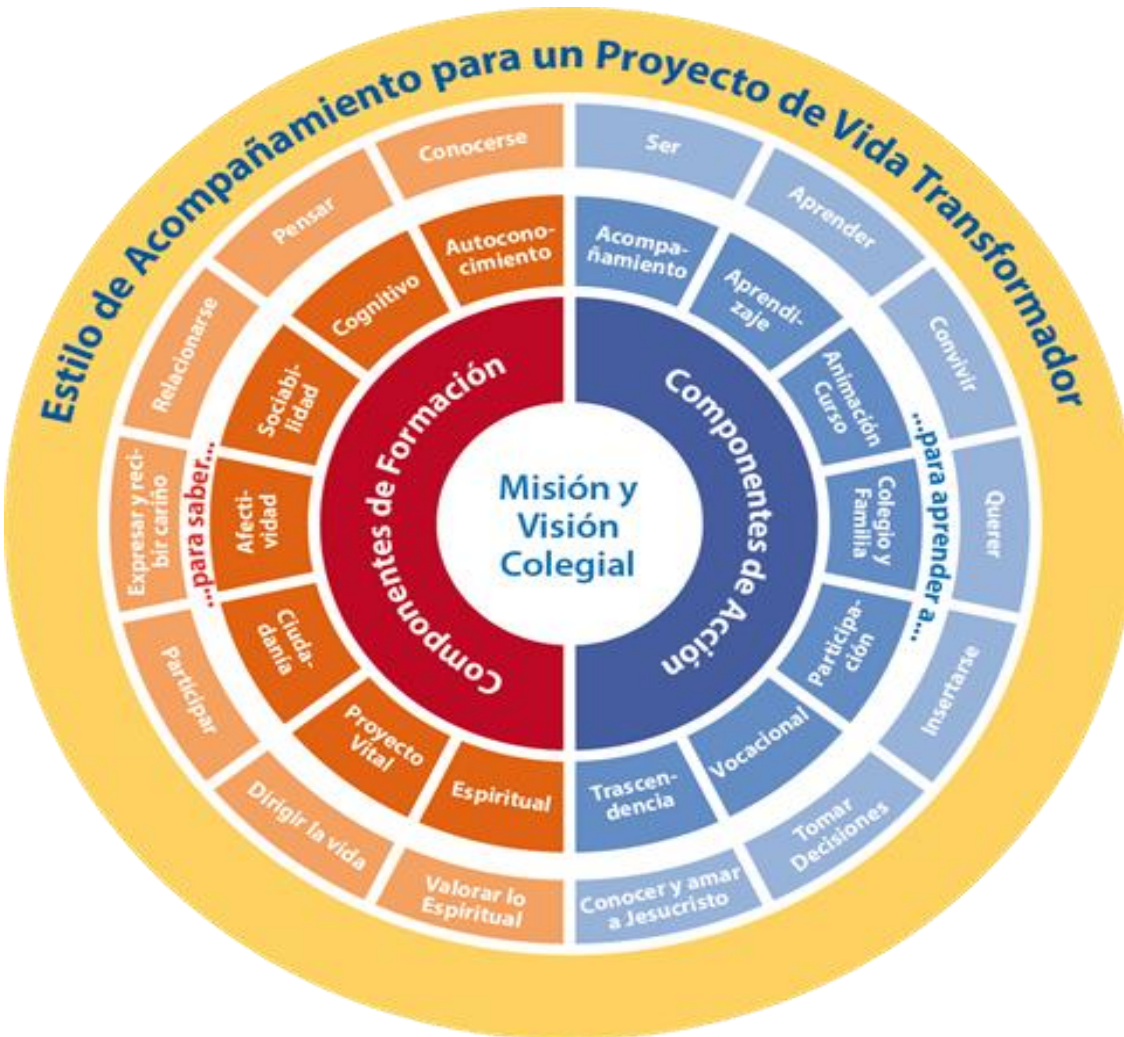 Estilo de Acompañamiento para un Proyecto de Vida Transformador
Misión y
Visión
Colegial
Componentes de Formación
Autocono-
cimiento
Cognitivo
Sociabi-
lidad
Afecti-
vidad
Ciuda-
danía
Proyecto
Vital
Espiritual
...para saber...
Conocerse
Pensar
Relacionarse
Expresar y reci-
bir cariño
Participar
Dirigir la vida
Valorar lo
Espiritual
Componentes de Acción
Acompa-
ñamiento
Aprendi-
zaje
Animación
Curso
Colegio y
Familia
Participa-
ción
Vocacional
Trascen-
dencia
...para aprender a...
Ser
Aprender
Convivir
Querer
Insertarse
Tomar
Decisiones
Conocer y amar
a Jesucristo